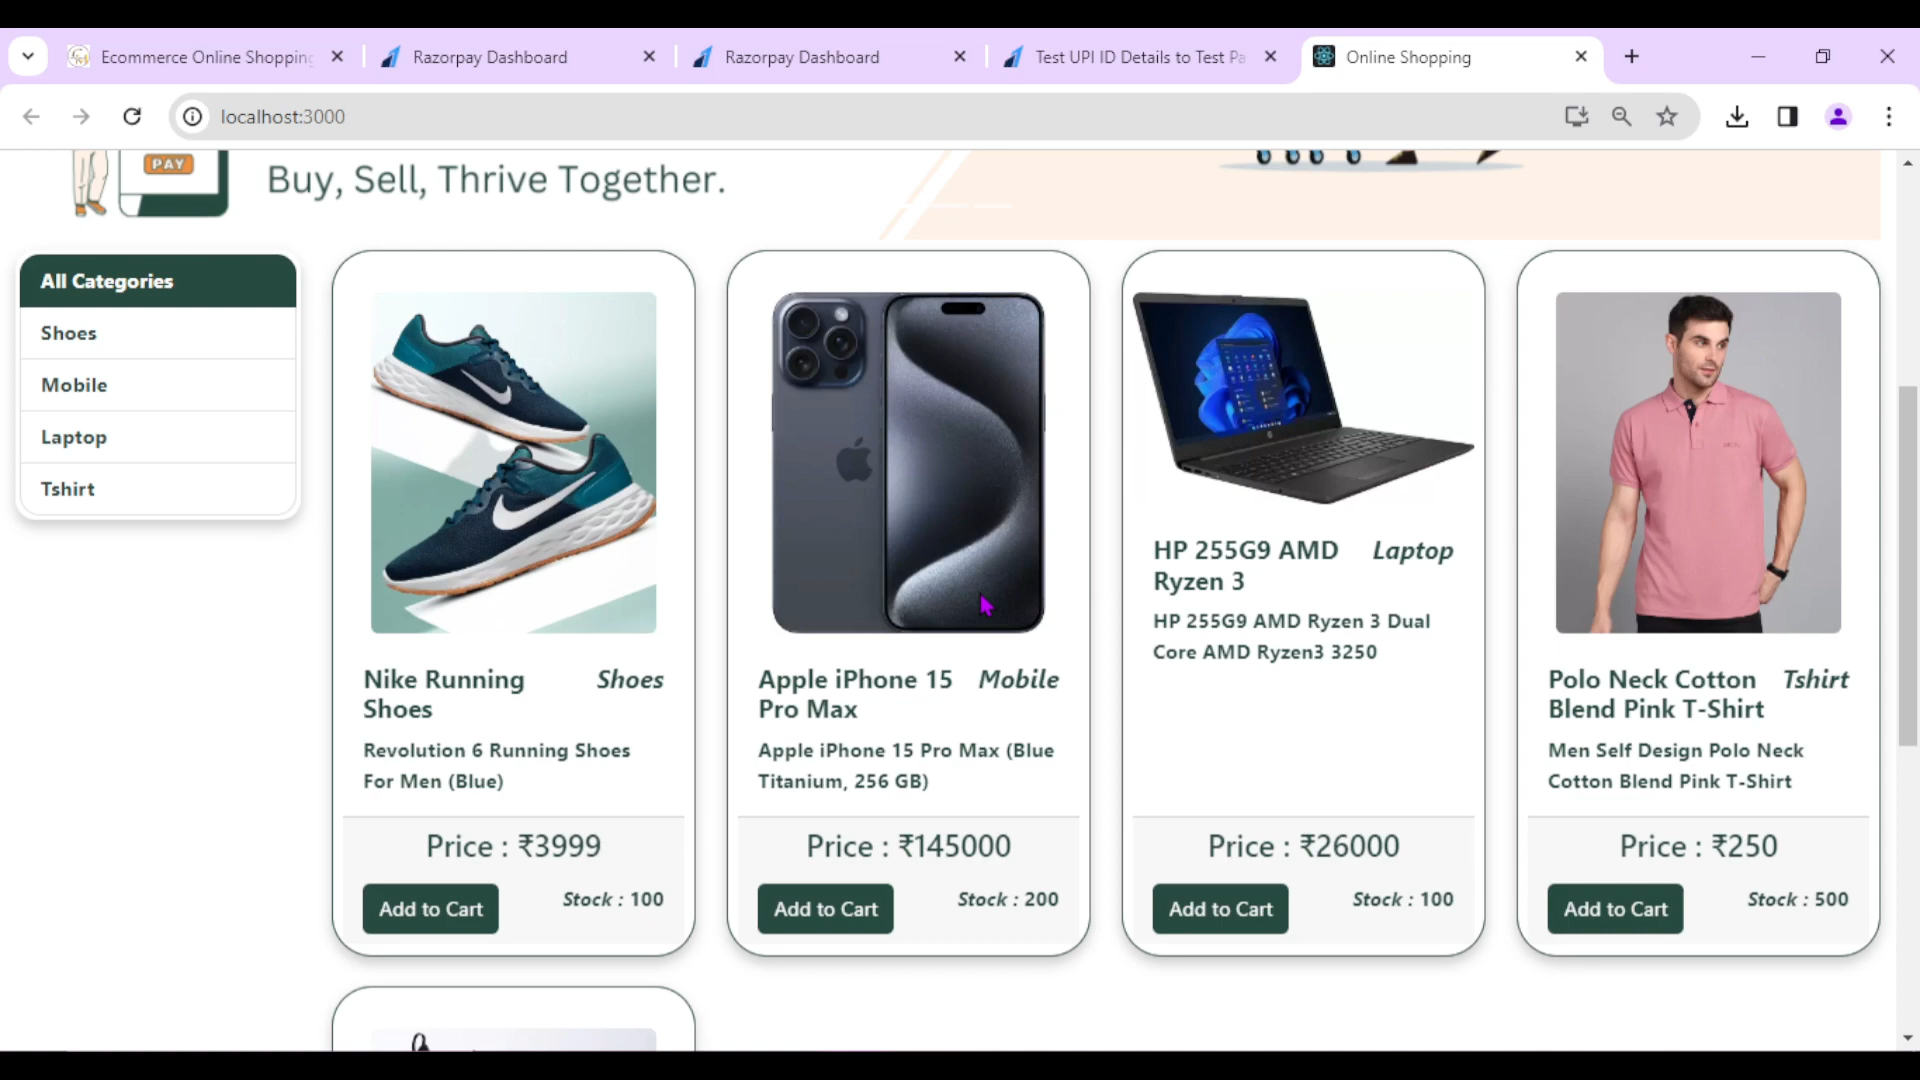 Ecommerce Online Shopping
Razorpay Dashboard
Razorpay Dashboard
Test UPI ID Details to Test Pa
Online Shopping
localhost:3000
PAY
Buy, Sell, Thrive Together.
All Categories
Shoes
Mobile
Laptop
Tshirt
Nike Running
Shoes
Shoes
Revolution 6 Running Shoes
For Men (Blue)
Price : ₹3999
Add to Cart
Stock : 100
Apple iPhone 15
Pro Max
Mobile
Apple iPhone 15 Pro Max (Blue
Titanium, 256 GB)
Price : ₹145000
Add to Cart
Stock : 200
HP 255G9 AMD
Ryzen 3
Laptop
HP 255G9 AMD Ryzen 3 Dual
Core AMD Ryzen3 3250
Price : ₹26000
Add to Cart
Stock : 100
Polo Neck Cotton
Blend Pink T-Shirt
Tshirt
Men Self Design Polo Neck
Cotton Blend Pink T-Shirt
Price : ₹250
Add to Cart
Stock : 500